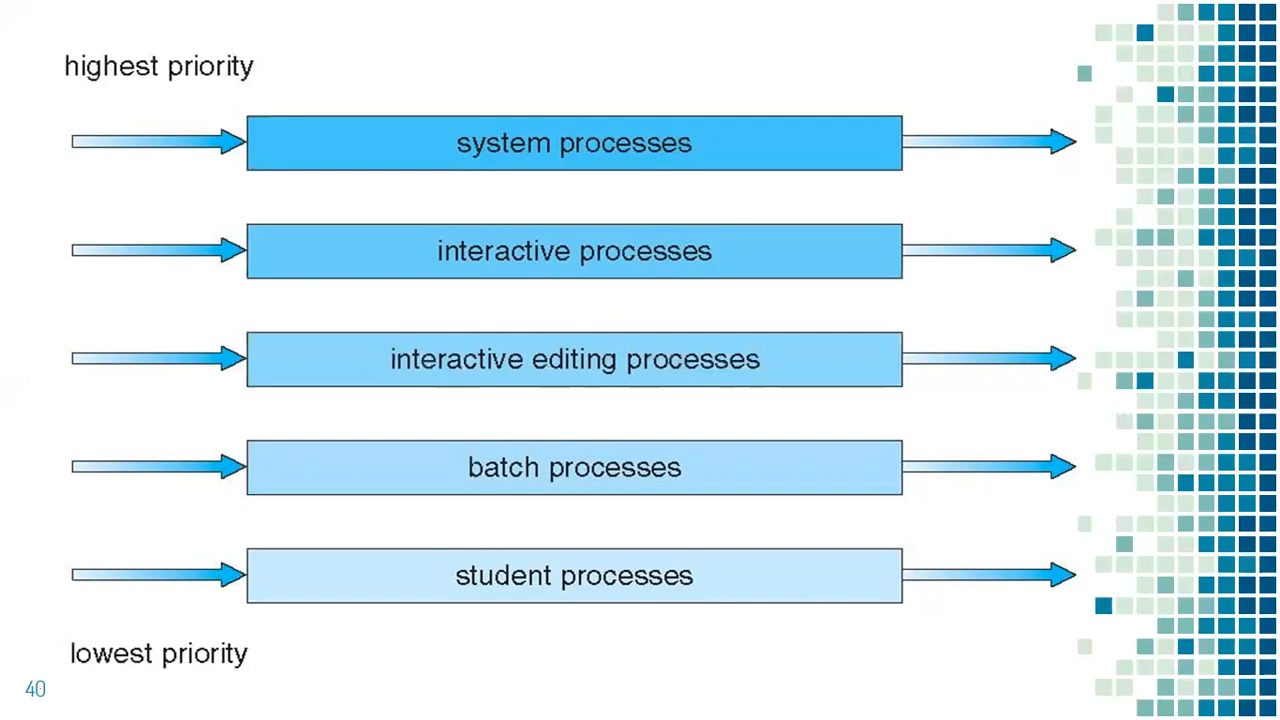 highest priority
system processes
interactive processes
interactive editing processes
batch processes
student processes
lowest priority
40